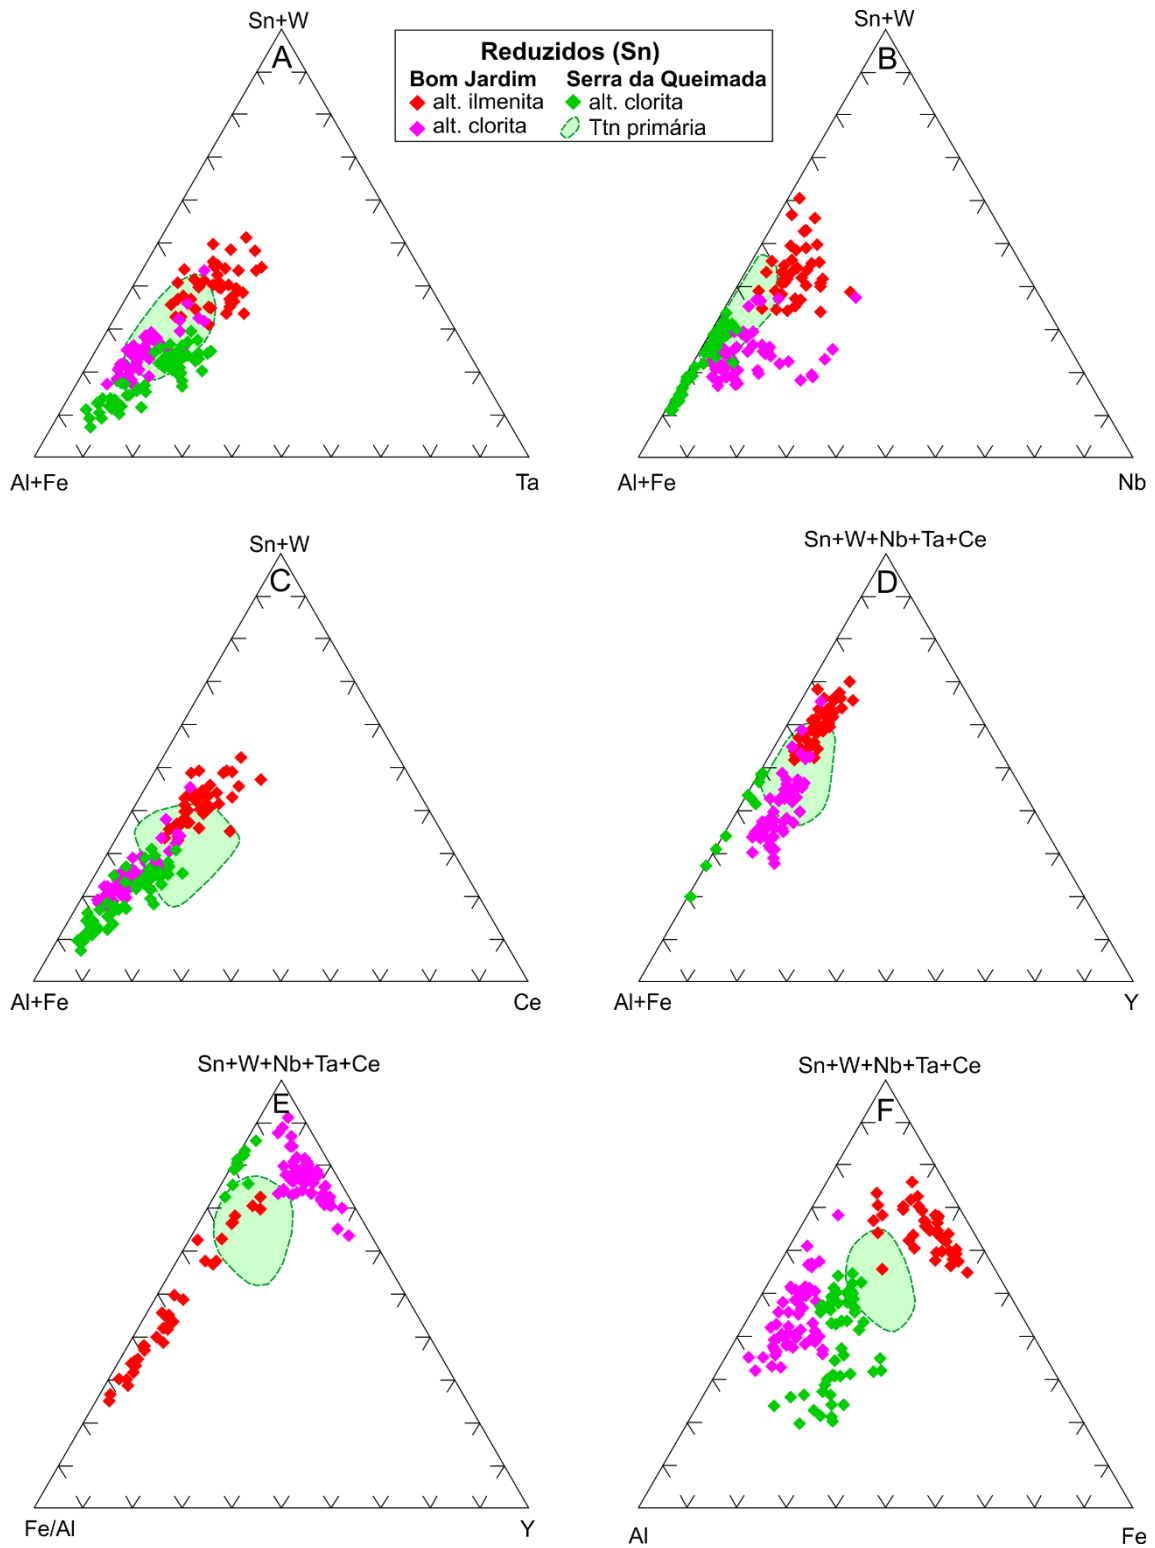 Sn+W
A
Reduzidos (Sn)
Bom Jardim Serra da Queimada
alt. ilmenita alt. clorita
alt. clorita Ttn primária
Sn+W
B
Al+Fe Ta
Al+Fe Nb
Sn+W
C
Sn+W+Nb+Ta+Ce
D
Al+Fe Ce
Al+Fe Y
Sn+W+Nb+Ta+Ce
E
Sn+W+Nb+Ta+Ce
F
Fe/Al Y
Al Fe